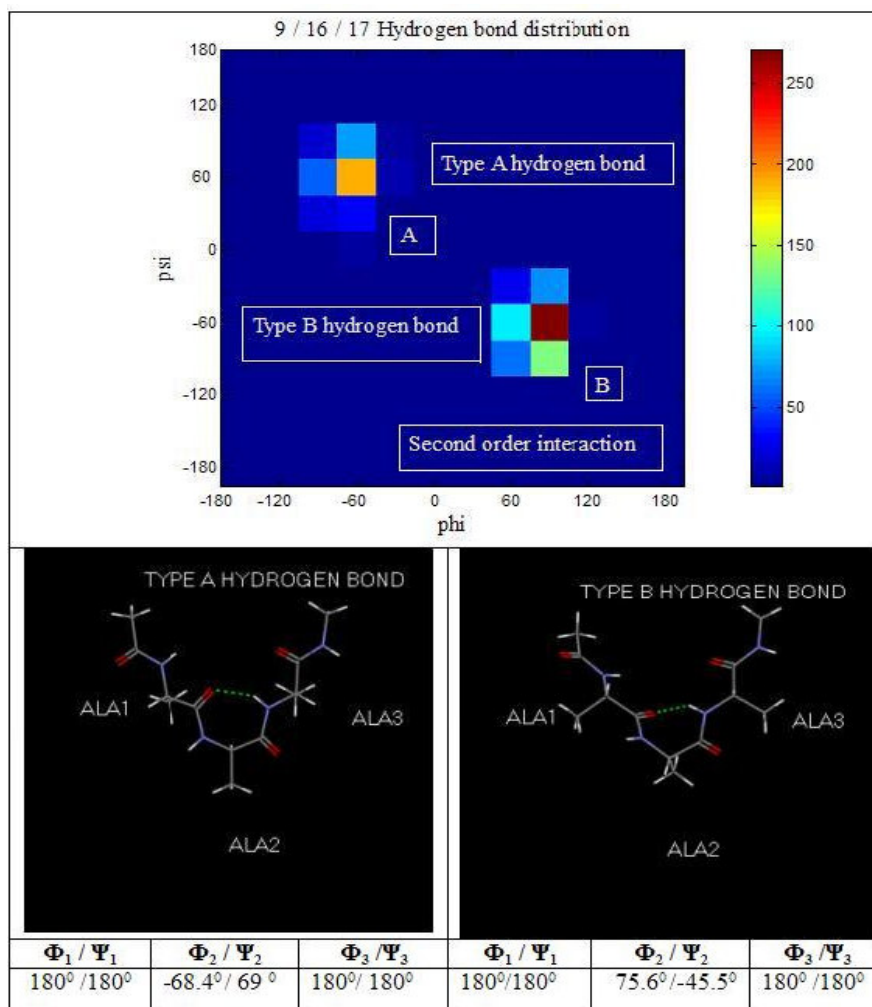 9 / 16 / 17 Hydrogen bond distribution
180
120
60
0
-60
-120
-180
psi
-180
-120
-60
0
60
120
180
phi
250
200
150
100
50
Type A hydrogen bond
A
Type B hydrogen bond
B
Second order interaction
TYPE A HYDROGEN BOND
ALA1
ALA3
ALA2
TYPE B HYDROGEN BOND
ALA1
ALA3
ALA2
Φ₁ / Ψ₁ Φ₂ / Ψ₂ Φ₃ /Ψ₃ Φ₁ / Ψ₁ Φ₂ / Ψ₂ Φ₃ /Ψ₃
180⁰ /180⁰ -68.4⁰ / 69 ⁰ 180⁰/ 180⁰ 180⁰/180⁰ 75.6⁰/-45.5⁰ 180⁰ /180⁰